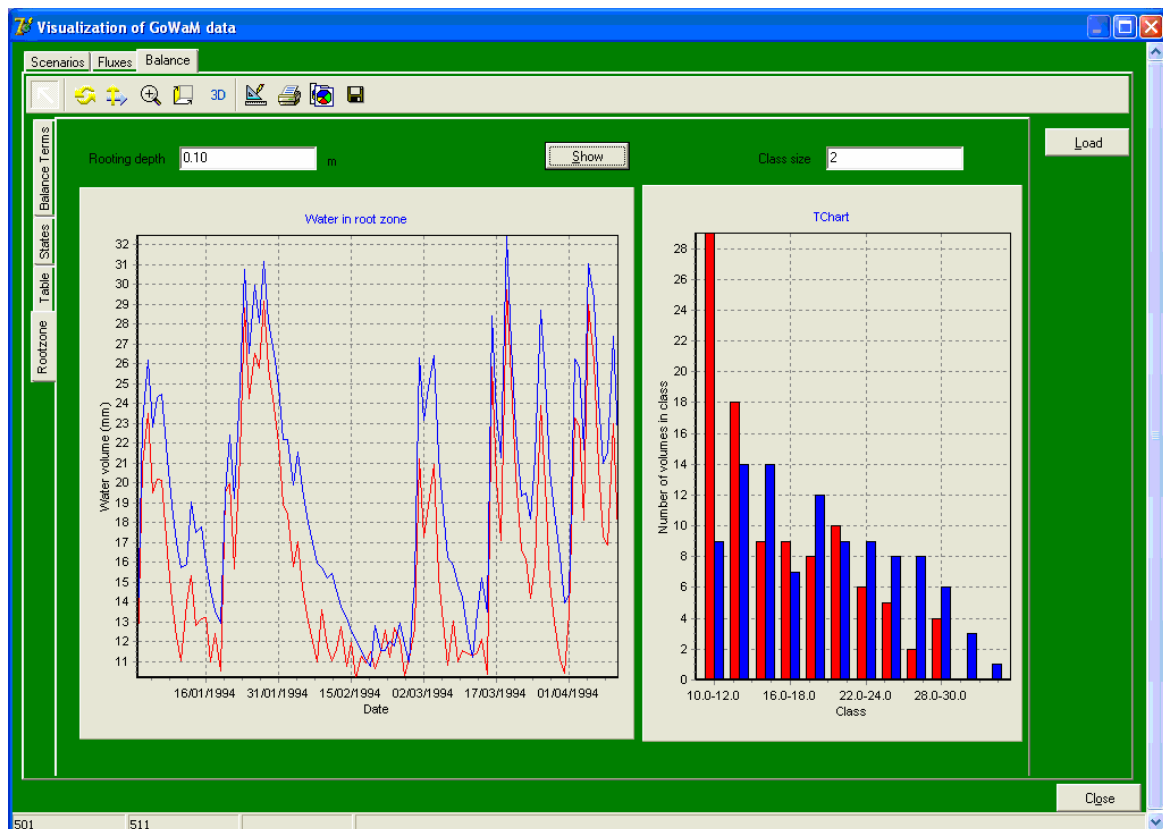 Visualization of GoWaM data
Scenarios Fluxes Balance
3D
Balance Terms
States
Table
Rootzone
Rooting depth 0.10 m
Show
Class size 2
Load
Water in root zone
Water volume (mm)
32
31
30
29
28
27
26
25
24
23
22
21
20
19
18
17
16
15
14
13
12
11
16/01/1994 31/01/1994 15/02/1994 02/03/1994 17/03/1994 01/04/1994
Date
TChart
Number of volumes in class
28
26
24
22
20
18
16
14
12
10
8
6
4
2
0
10.0-12.0 16.0-18.0 22.0-24.0 28.0-30.0
Class
Close
501 511